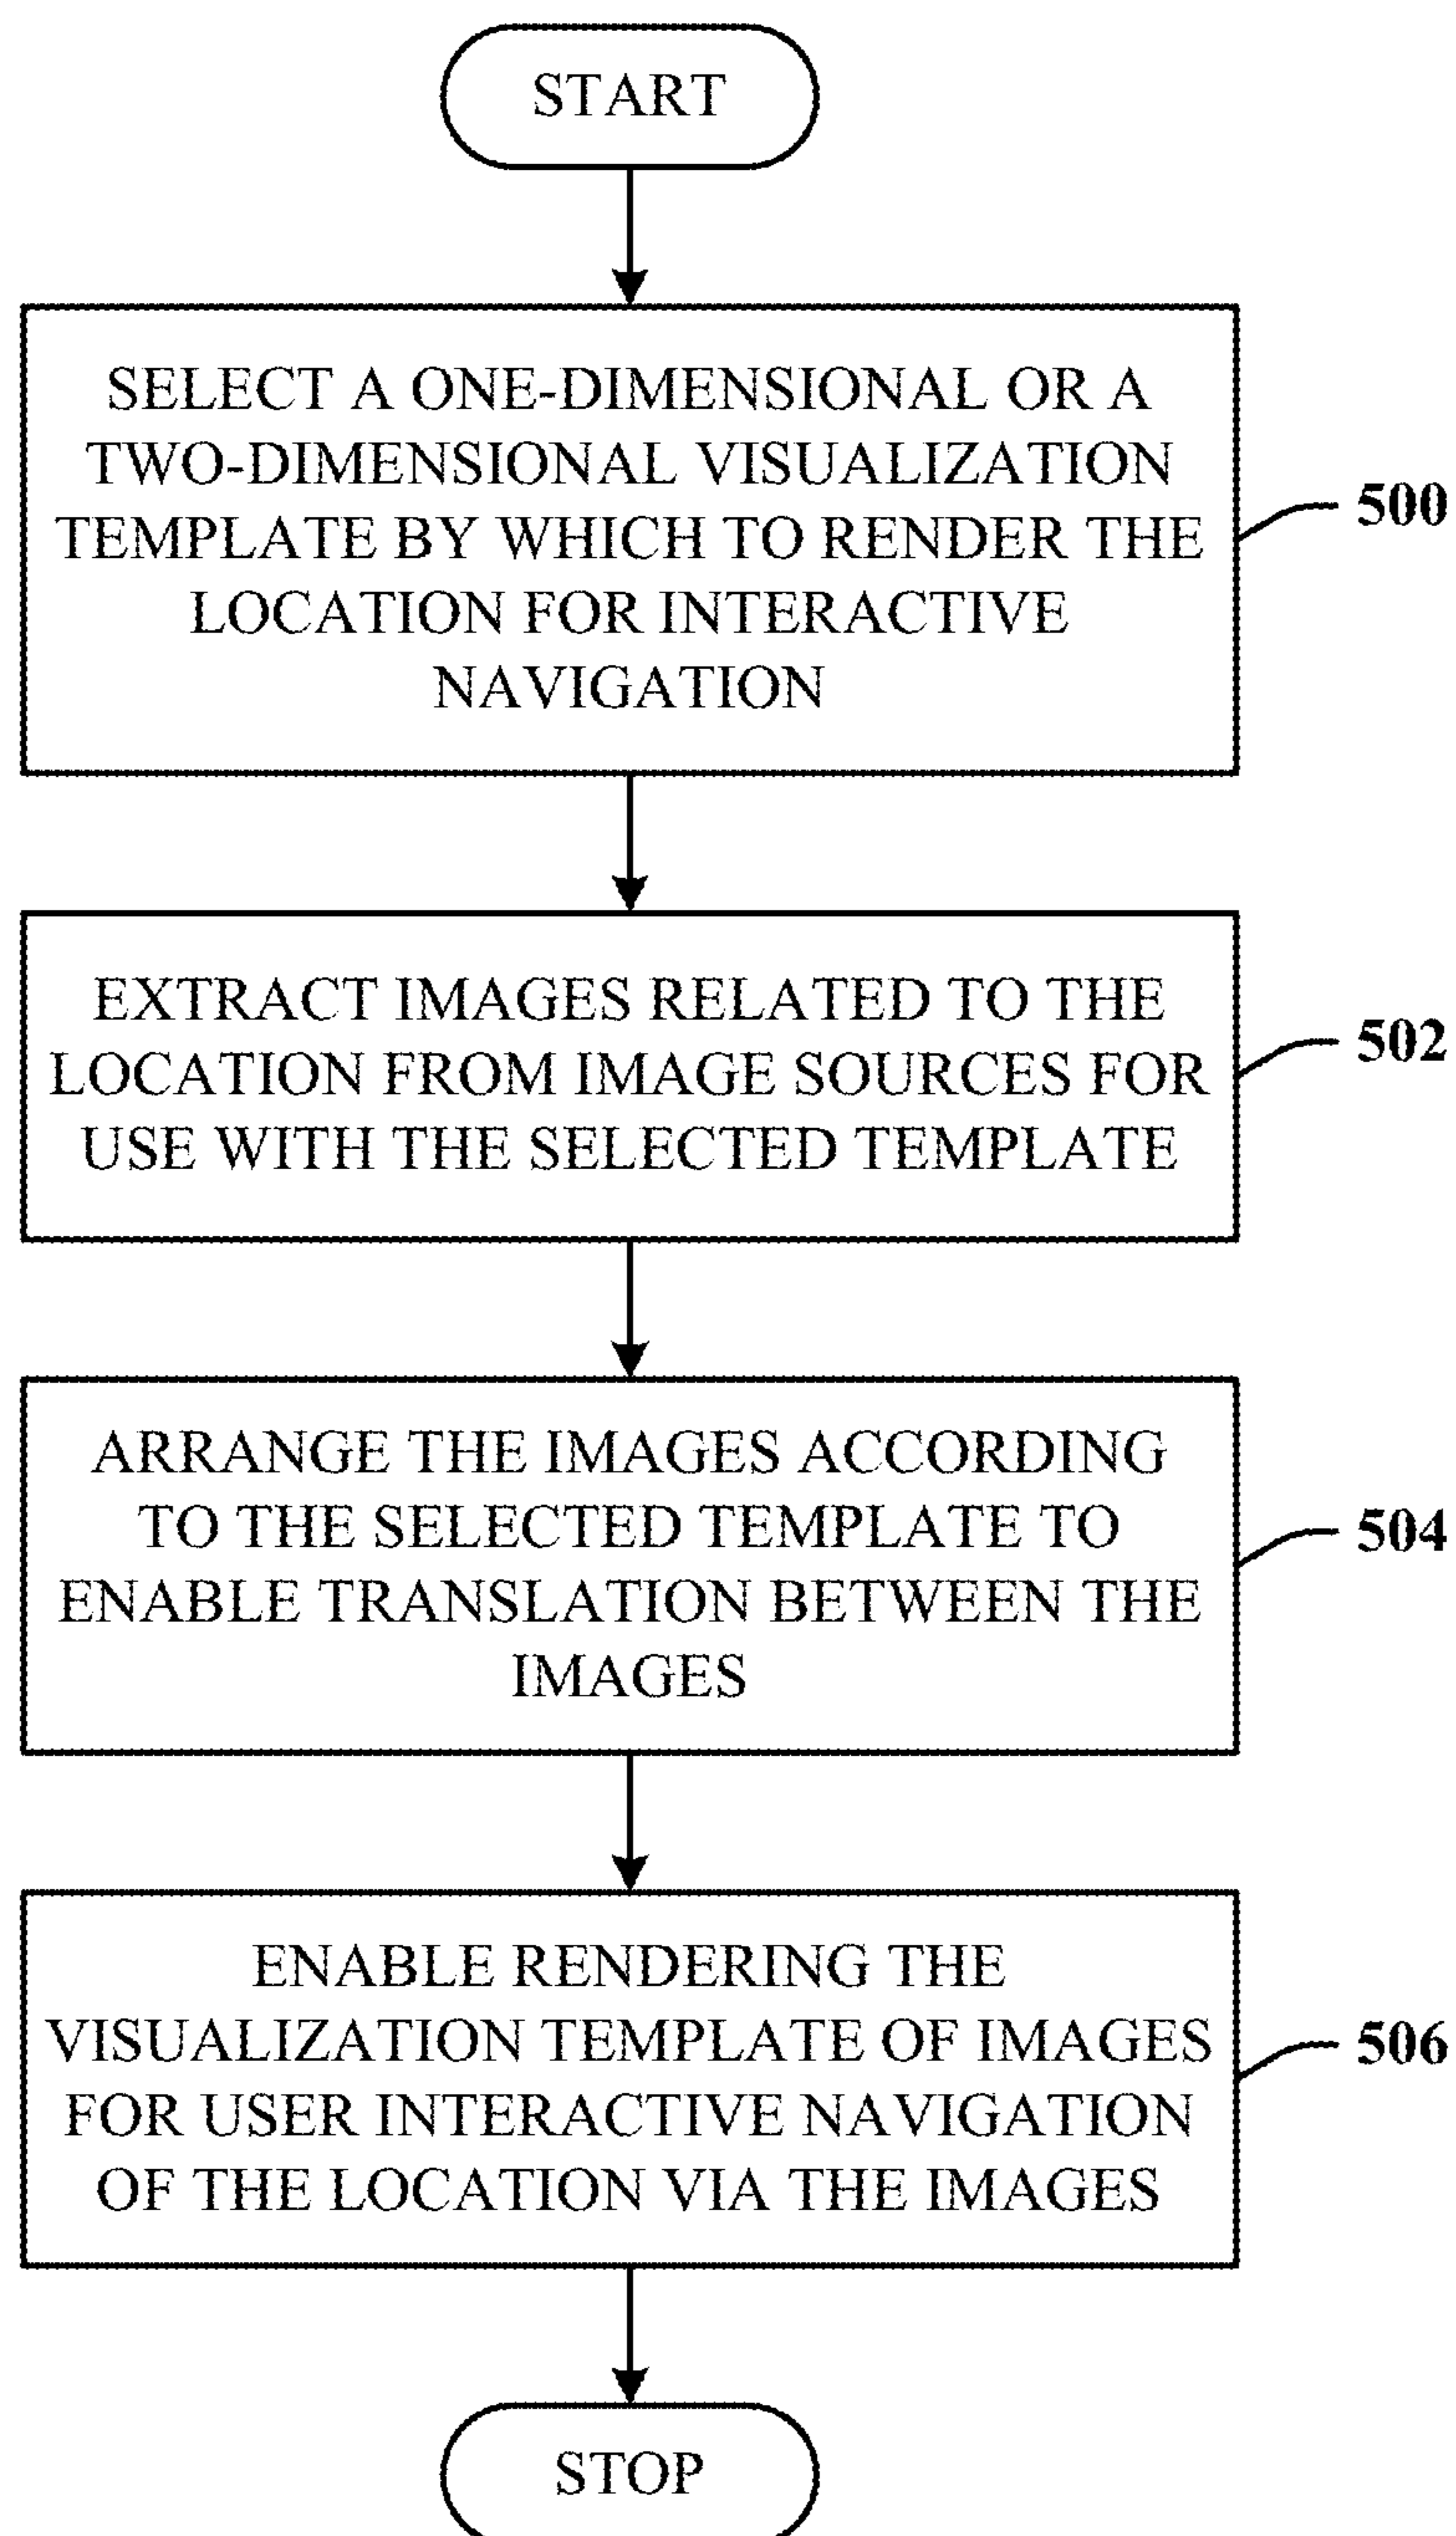 START
SELECT A ONE-DIMENSIONAL OR A
TWO-DIMENSIONAL VISUALIZATION
TEMPLATE BY WHICH TO RENDER THE
LOCATION FOR INTERACTIVE
NAVIGATION
500
EXTRACT IMAGES RELATED TO THE
LOCATION FROM IMAGE SOURCES FOR
USE WITH THE SELECTED TEMPLATE
502
ARRANGE THE IMAGES ACCORDING
TO THE SELECTED TEMPLATE TO
ENABLE TRANSLATION BETWEEN THE
IMAGES
504
ENABLE RENDERING THE
VISUALIZATION TEMPLATE OF IMAGES
FOR USER INTERACTIVE NAVIGATION
OF THE LOCATION VIA THE IMAGES
506
STOP